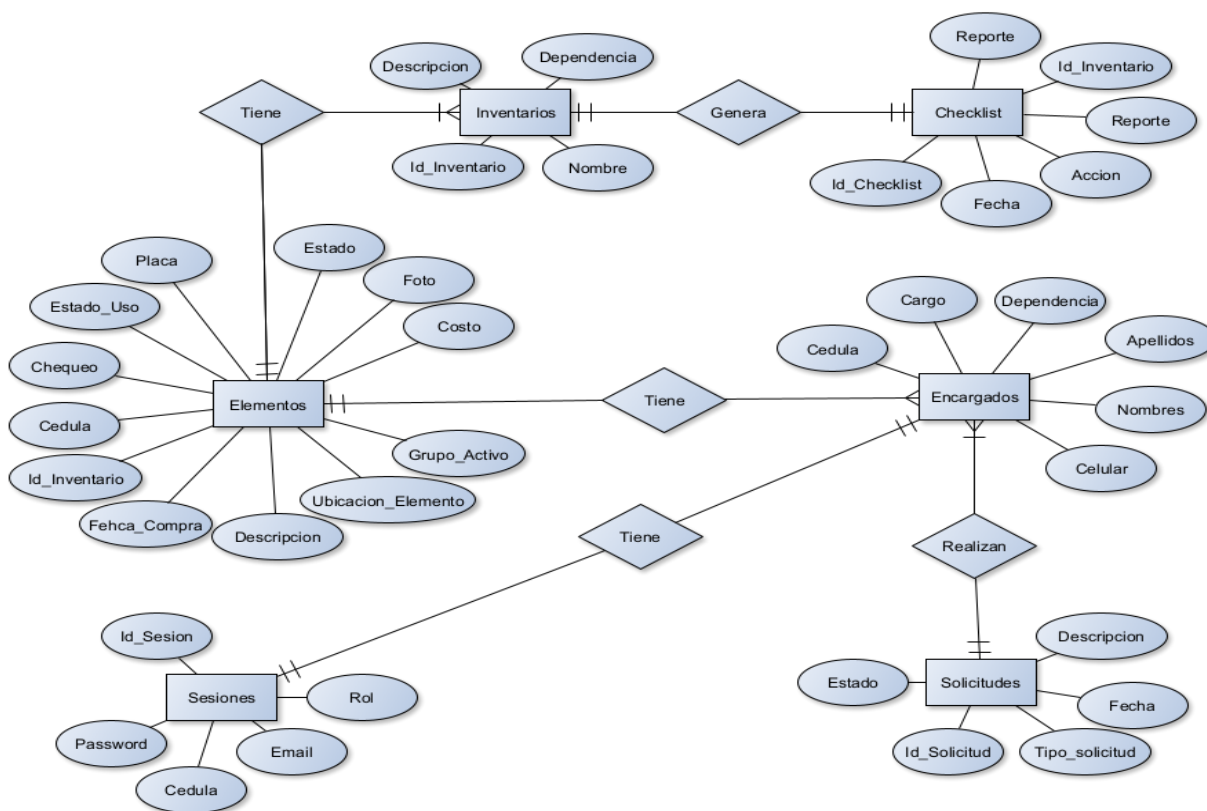 Reporte
Descripcion
Dependencia
Id_Inventario
Tiene
Inventarios
Genera
Checklist
Reporte
Id_Inventario
Nombre
Id_Checklist
Accion
Fecha
Placa
Estado
Foto
Estado_Uso
Costo
Chequeo
Elementos
Cedula
Id_Inventario
Fehca_Compra
Descripcion
Ubicacion_Elemento
Grupo_Activo
Tiene
Cargo
Dependencia
Cedula
Apellidos
Encargados
Nombres
Celular
Tiene
Realizan
Id_Sesion
Sesiones
Rol
Password
Email
Cedula
Descripcion
Estado
Solicitudes
Fecha
Id_Solicitud
Tipo_solicitud